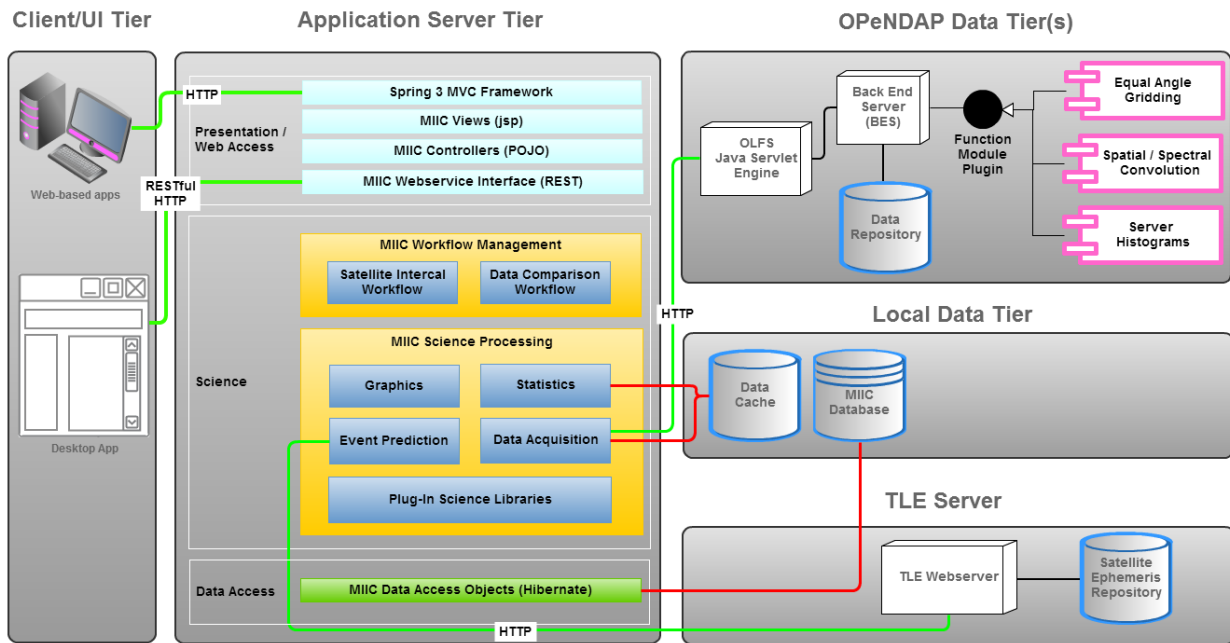 Client/UI Tier
Application Server Tier
OPeNDAP Data Tier(s)
HTTP
Web-based apps
RESTful
HTTP
Desktop App
Presentation /
Web Access
Spring 3 MVC Framework
MIIC Views (jsp)
MIIC Controllers (POJO)
MIIC Webservice Interface (REST)
Science
MIIC Workflow Management
Satellite Intercal
Workflow
Data Comparison
Workflow
MIIC Science Processing
Graphics
Statistics
Event Prediction
Data Acquisition
Plug-In Science Libraries
Data Access
MIIC Data Access Objects (Hibernate)
HTTP
HTTP
OLFS
Java Servlet
Engine
Back End
Server
(BES)
Data
Repository
Function
Module
Plugin
Equal Angle
Gridding
Spatial / Spectral
Convolution
Server
Histograms
Local Data Tier
Data
Cache
MIIC
Database
TLE Server
TLE Webserver
Satellite
Ephemeris
Repository